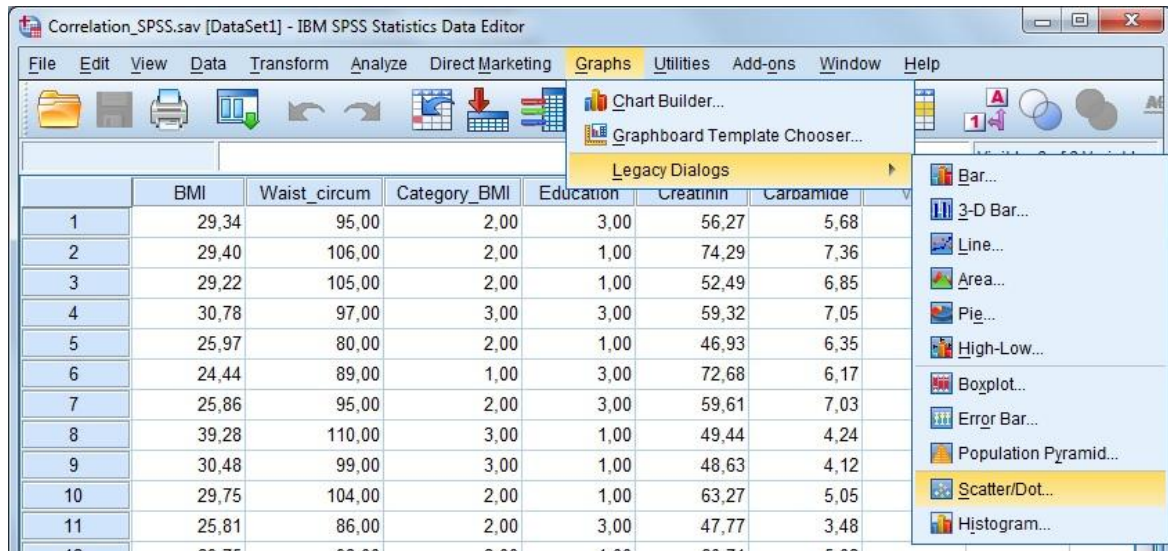 Correlation_SPSS.sav [DataSet1] - IBM SPSS Statistics Data Editor
File Edit View Data Transform Analyze Direct Marketing Graphs Utilities Add-ons Window Help
Chart Builder...
Graphboard Template Chooser...
Legacy Dialogs
Bar...
3-D Bar...
Line...
Area...
Pie...
High-Low...
Boxplot...
Error Bar...
Population Pyramid...
Scatter/Dot...
Histogram...
BMI Waist_circum Category_BMI Education Creatinin Carbamide
1 29,34 95,00 2,00 3,00 56,27 5,68
2 29,40 106,00 2,00 1,00 74,29 7,36
3 29,22 105,00 2,00 1,00 52,49 6,85
4 30,78 97,00 3,00 3,00 59,32 7,05
5 25,97 80,00 2,00 1,00 46,93 6,35
6 24,44 89,00 1,00 3,00 72,68 6,17
7 25,86 95,00 2,00 3,00 59,61 7,03
8 39,28 110,00 3,00 1,00 49,44 4,24
9 30,48 99,00 3,00 1,00 48,63 4,12
10 29,75 104,00 2,00 1,00 63,27 5,05
11 25,81 86,00 2,00 3,00 47,77 3,48